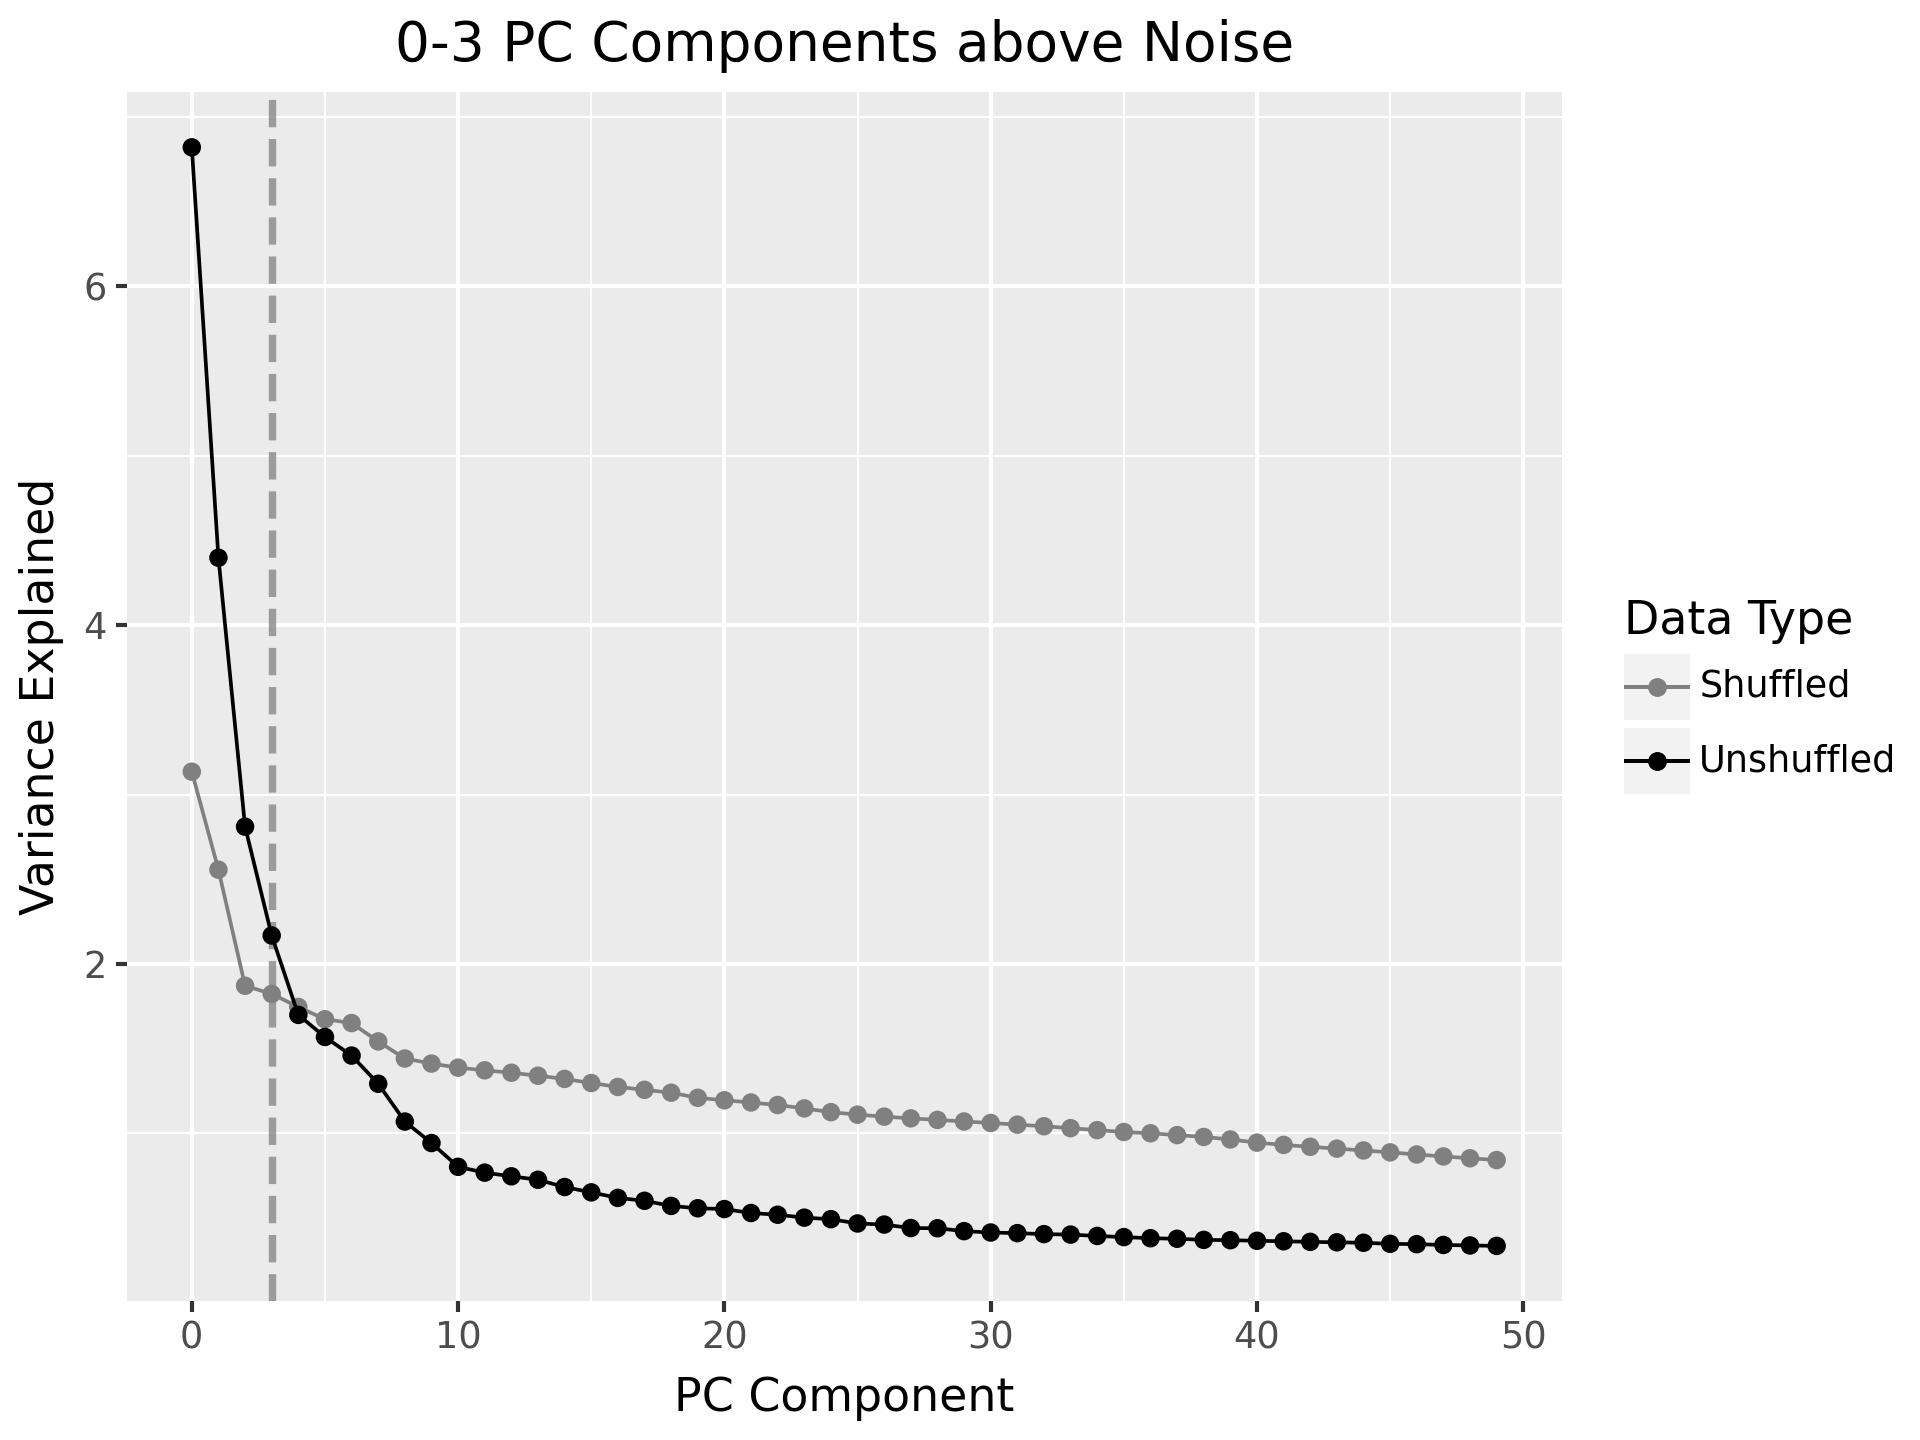 0-3 PC Components above Noise
Variance Explained
6
4
2
0 10 20 30 40 50
PC Component
Data Type
Shuffled
Unshuffled